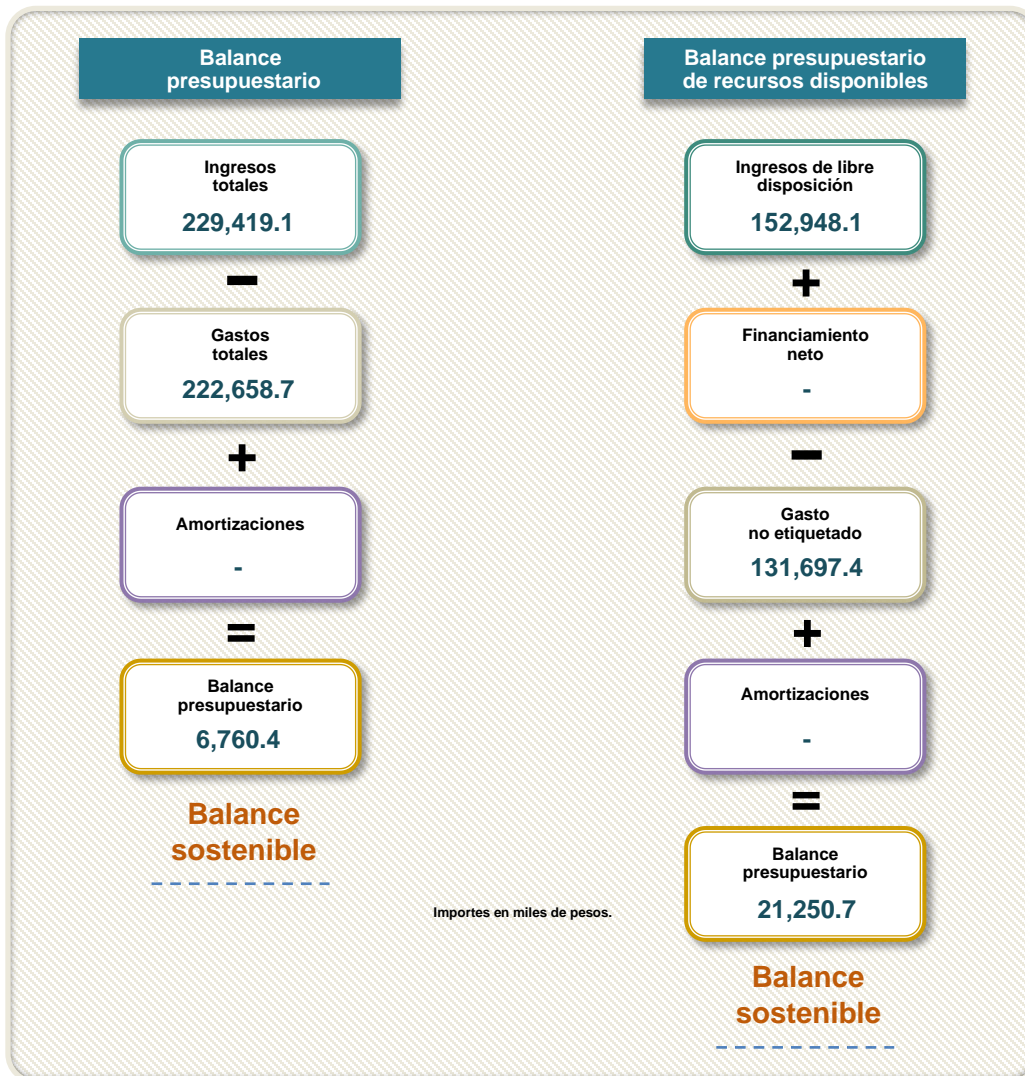 Balance
presupuestario
Ingresos
totales
229,419.1
−
Gastos
totales
222,658.7
+
Amortizaciones
-
=
Balance
presupuestario
6,760.4
Balance
sostenible
Balance presupuestario
de recursos disponibles
Ingresos de libre
disposición
152,948.1
+
Financiamiento
neto
-
−
Gasto
no etiquetado
131,697.4
+
Amortizaciones
-
=
Balance
presupuestario
21,250.7
Balance
sostenible
Importes en miles de pesos.